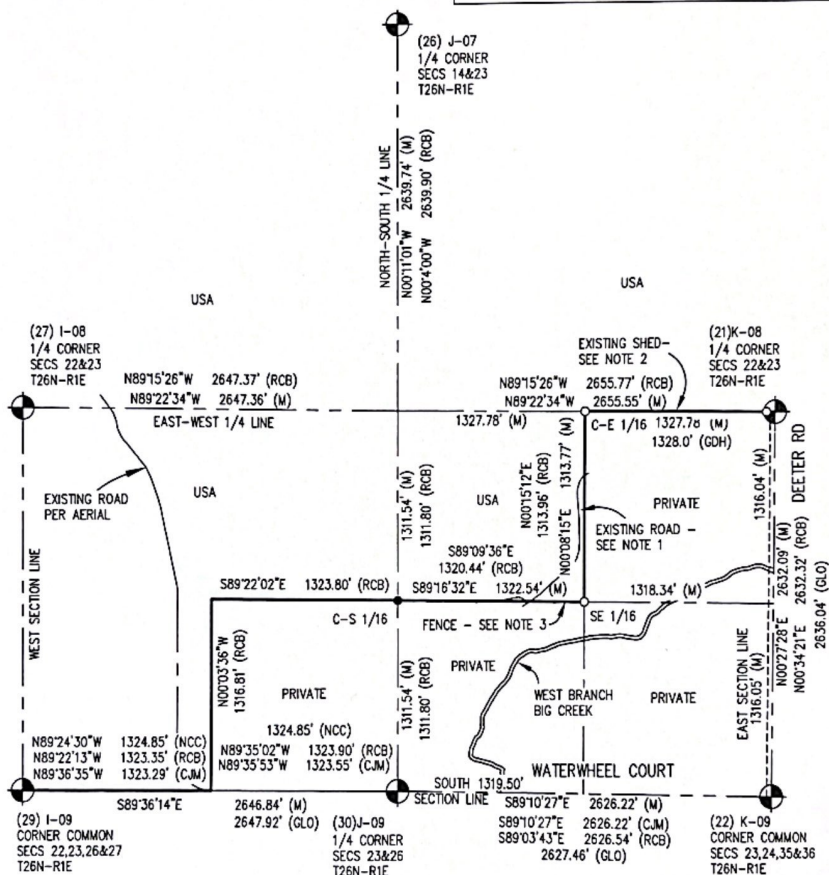 (26) J-07
1/4 CORNER
SECS 14&23
T26N-R1E
NORTH-SOUTH 1/4 LINE
2639.74' (M)
2639.90' (RCB)
N00°11'01"W
N00°4'00"W
USA
USA
(27) I-08
1/4 CORNER
SECS 22&23
T26N-R1E
N89°15'26"W 2647.37' (RCB)
N89°22'34"W 2647.36' (M)
EAST-WEST 1/4 LINE
EXISTING SHED-
SEE NOTE 2
(21)K-08
1/4 CORNER
SECS 22&23
T26N-R1E
N89°15'26"W 2655.77' (RCB)
N89°22'34"W 2655.55' (M)
1327.78' (M)
C-E 1/16
1327.78' (M)
1328.0' (GDH)
DEETER RD
EXISTING ROAD
PER AERIAL
USA
WEST SECTION LINE
1311.54' (M)
1311.80' (RCB)
USA
N00°15'12"E
1313.96' (RCB)
N00°08'15"E 1313.77' (M)
PRIVATE
EXISTING ROAD -
SEE NOTE 1
1316.04' (M)
S89°09'36"E
1320.44' (RCB)
S89°22'02"E 1323.80' (RCB)
S89°16'32"E 1322.54' (M)
1318.34' (M)
C-S 1/16
FENCE - SEE NOTE 3
SE 1/16
N00°27'28"E 2632.09' (M)
N00°34'21"E 2632.32' (RCB)
2636.04' (GLO)
N00°03'36"W
1316.81' (RCB)
PRIVATE
1311.54' (M)
1311.80' (RCB)
PRIVATE
WEST BRANCH
BIG CREEK
PRIVATE
EAST SECTION LINE
1316.05' (M)
1324.85' (NCC)
N89°24'30"W 1324.85' (NCC)
N89°22'13"W 1323.35' (RCB)
N89°36'35"W 1323.29' (CJM)
N89°35'02"W 1323.90' (RCB)
N89°35'53"W 1323.55' (CJM)
SOUTH 1319.50'
SECTION LINE
WATERWHEEL COURT
S89°36'14"E 2646.84' (M)
2647.92' (GLO)
S89°10'27"E 2626.22' (M)
S89°10'27"E 2626.22' (CJM)
S89°03'43"E 2626.54' (RCB)
2627.46' (GLO)
(29) I-09
CORNER COMMON
SECS 22,23,26&27
T26N-R1E
(30)J-09
1/4 CORNER
SECS 23&26
T26N-R1E
(22) K-09
CORNER COMMON
SECS 23,24,35&36
T26N-R1E